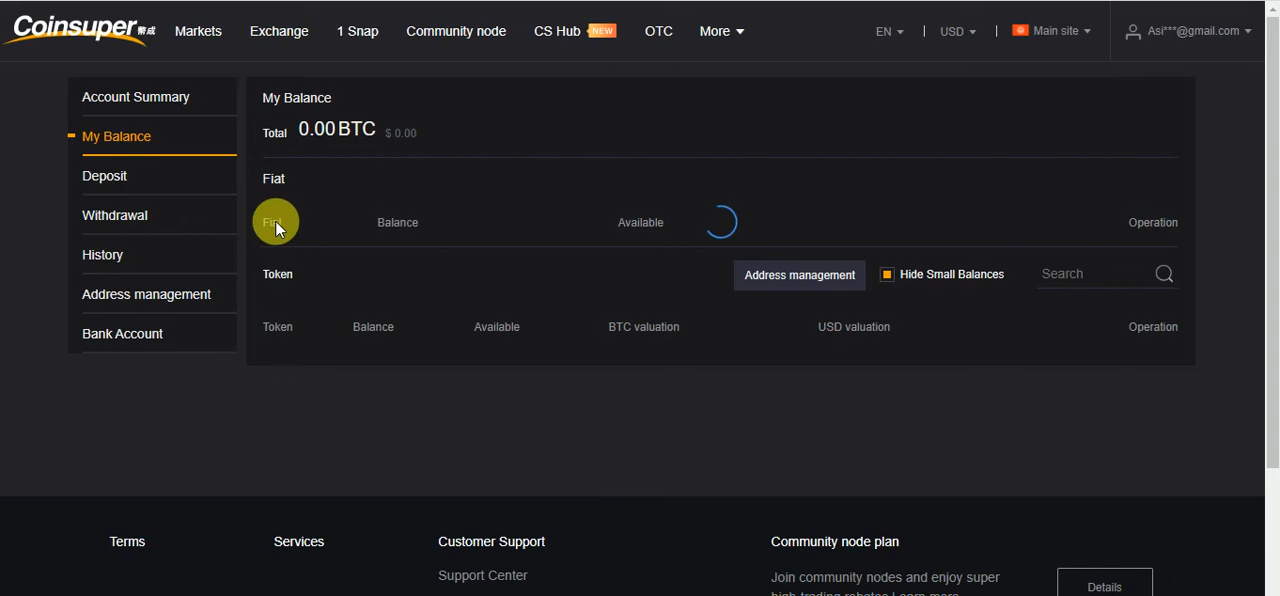 Coinsuper 繁成 Markets Exchange 1 Snap Community node CS Hub NEW OTC More EN USD Main site Asi***@gmail.com
Account Summary
My Balance
Deposit
Withdrawal
History
Address management
Bank Account
My Balance
Total 0.00 BTC $ 0.00
Fiat
Balance Available Operation
Token Address management Hide Small Balances Search
Token Balance Available BTC valuation USD valuation Operation
Terms Services Customer Support Community node plan
Support Center
Join community nodes and enjoy super
Details